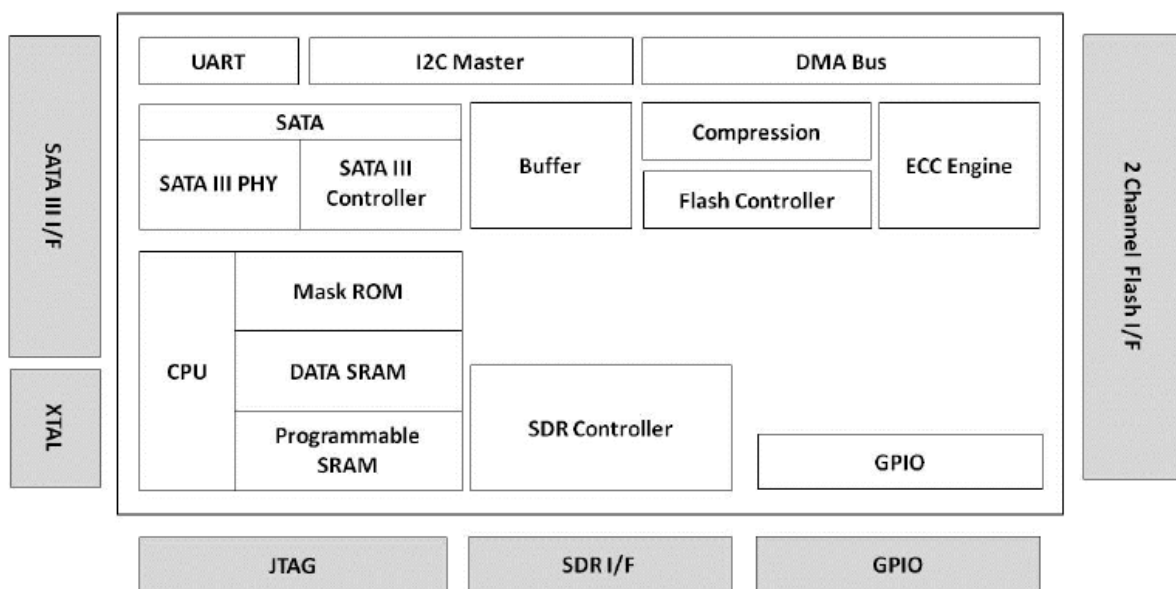 UART
I2C Master
DMA Bus
SATA
SATA III PHY
SATA III
Controller
Buffer
Compression
Flash Controller
ECC Engine
SATA III I/F
2 Channel Flash I/F
CPU
Mask ROM
DATA SRAM
Programmable
SRAM
SDR Controller
GPIO
XTAL
JTAG
SDR I/F
GPIO